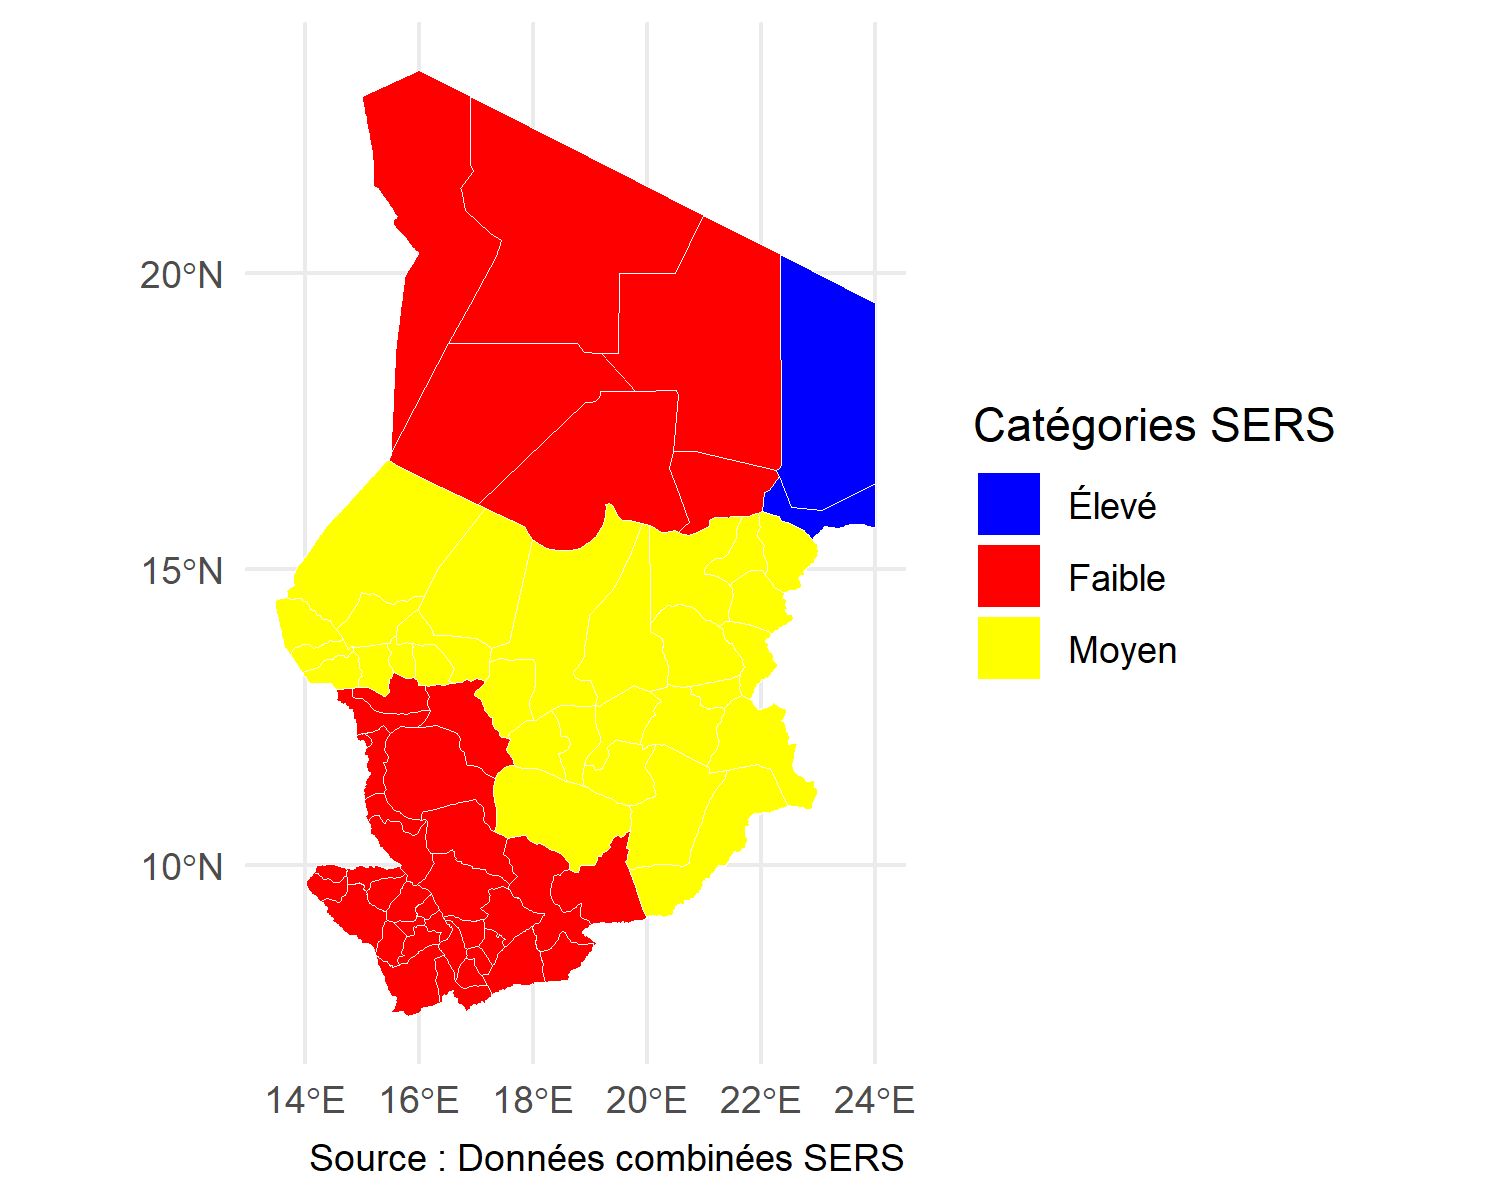 20°N
15°N
10°N
14°E 16°E 18°E 20°E 22°E 24°E
Source : Données combinées SERS
Catégories SERS
Élevé
Faible
Moyen